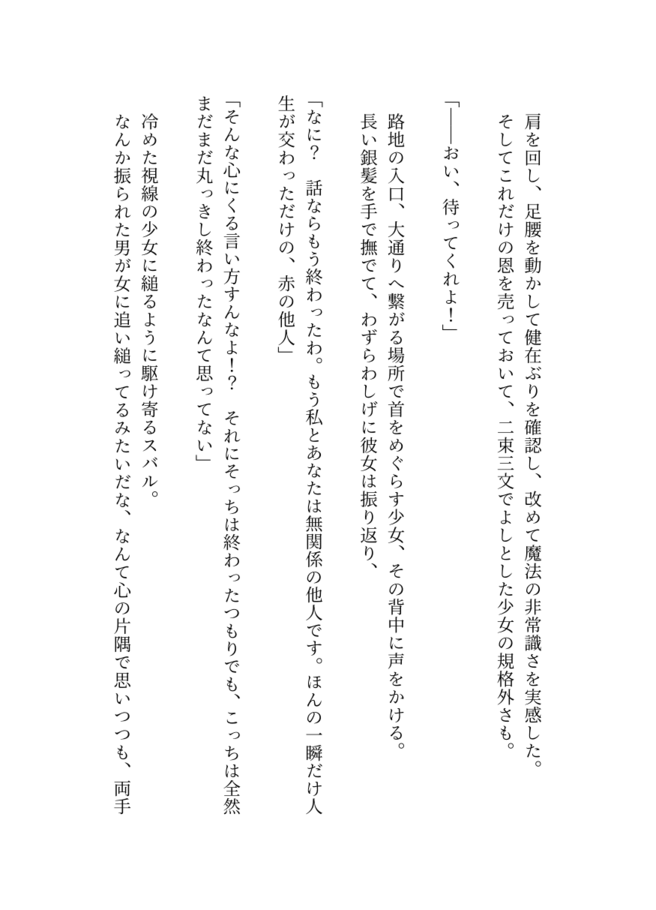 肩を回し、足腰を動かして健在ぶりを確認し、改めて魔法の非常識さを実感した。
そしてこれだけの恩を売っておいて、二束三文でよしとした少女の規格外さも。
「――おい、待ってくれよ！」
路地の入口、大通りへ繋がる場所で首をめぐらす少女、その背中に声をかける。
長い銀髪を手で撫でて、わずらわしげに彼女は振り返り、
「なに？　話ならもう終わったわ。もう私とあなたは無関係の他人です。ほんの一瞬だけ人
生が交わっただけの、赤の他人」
「そんな心にくる言い方すんなよ！？　それにそっちは終わったつもりでも、こっちは全然
まだまだ丸っきし終わったなんて思ってない」
冷めた視線の少女に縋るように駆け寄るスバル。
なんか振られた男が女に追い縋ってるみたいだな、なんて心の片隅で思いつつも、両手